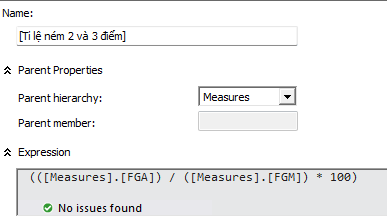 Name:
[Tỉ lệ ném 2 và 3 điểm]
Parent Properties
Parent hierarchy:
Measures
Parent member:
Expression
(([Measures].[FGA]) / ([Measures].[FGM]) * 100)
No issues found